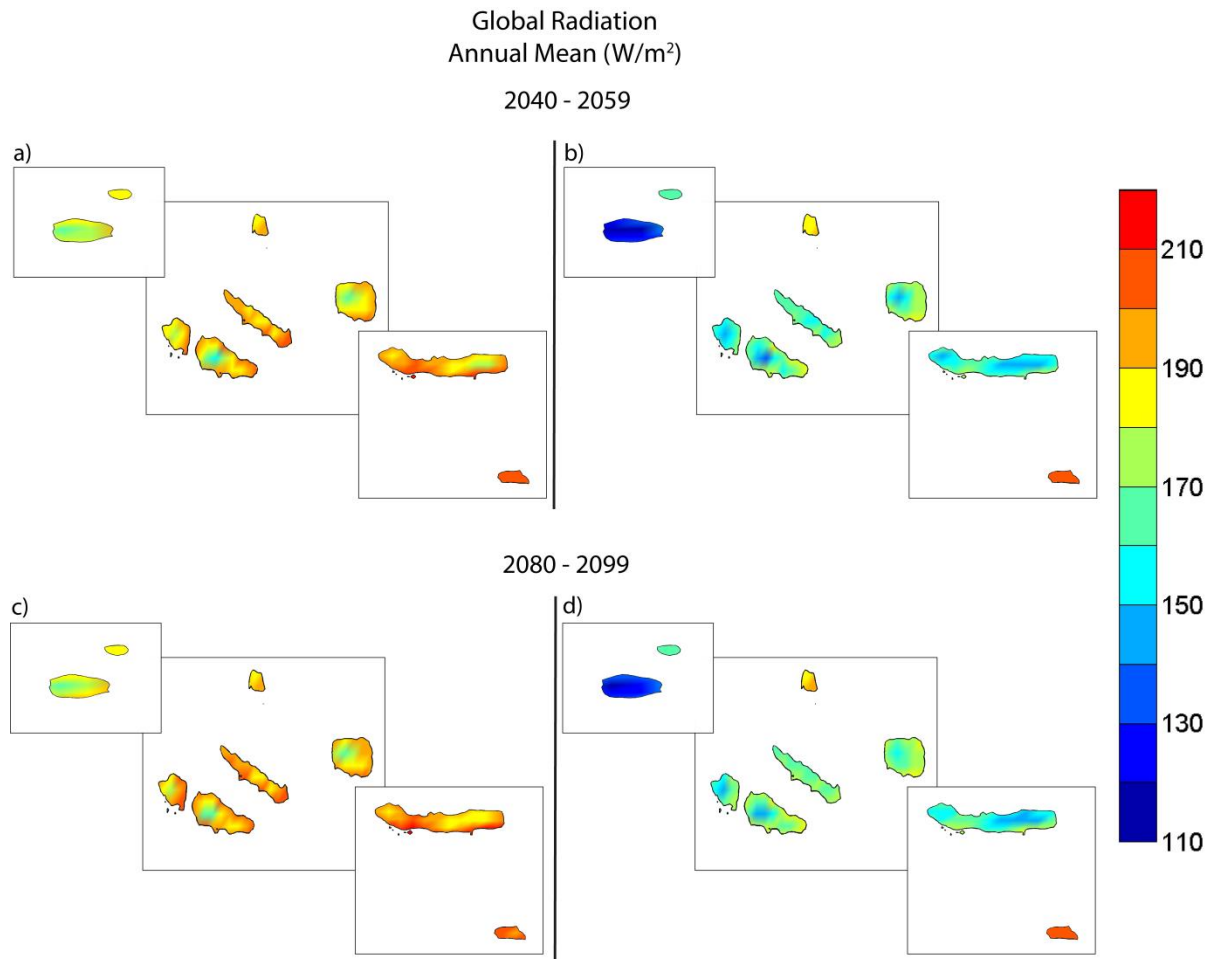 Global Radiation
Annual Mean (W/m²)
2040 - 2059
a)
b)
210
190
170
150
130
110
2080 - 2099
c)
d)